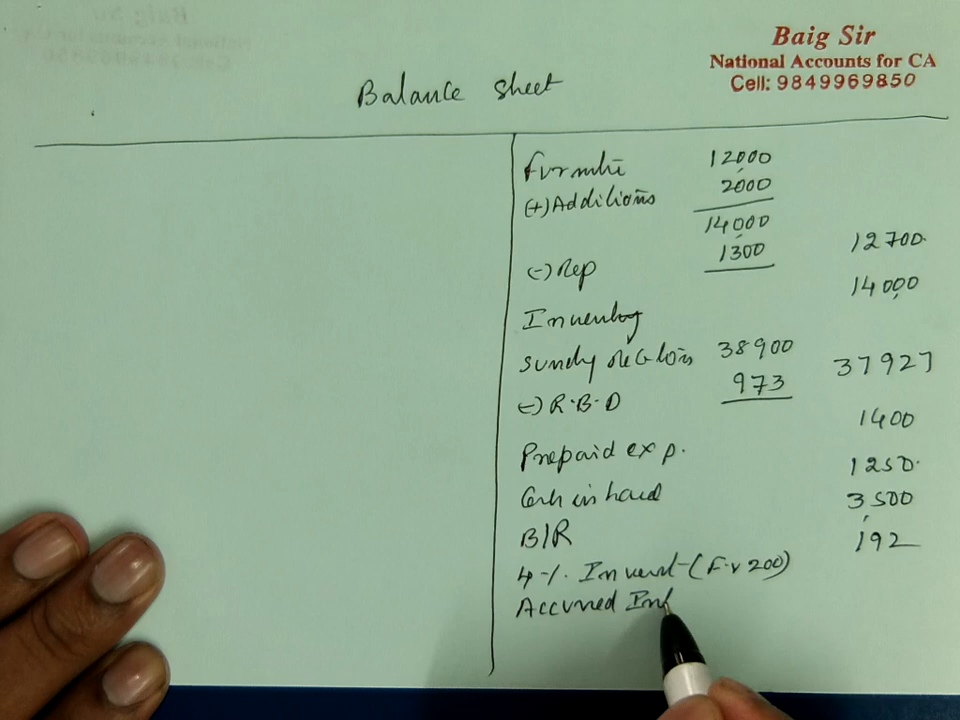 Baig Sir
National Accounts for CA
Cell: 9849969850
Balance Sheet
Furniture 12000
(+) Additions 2000
14000
(-) Dep 1300 12700
Inventory 14000
Sundry debtors 38900
(-) R.B.D 973 37927
Prepaid exp. 1400
Cash in hand 1250
B/R 3500
4 % Invest (F.v 200) 192
Accured Int